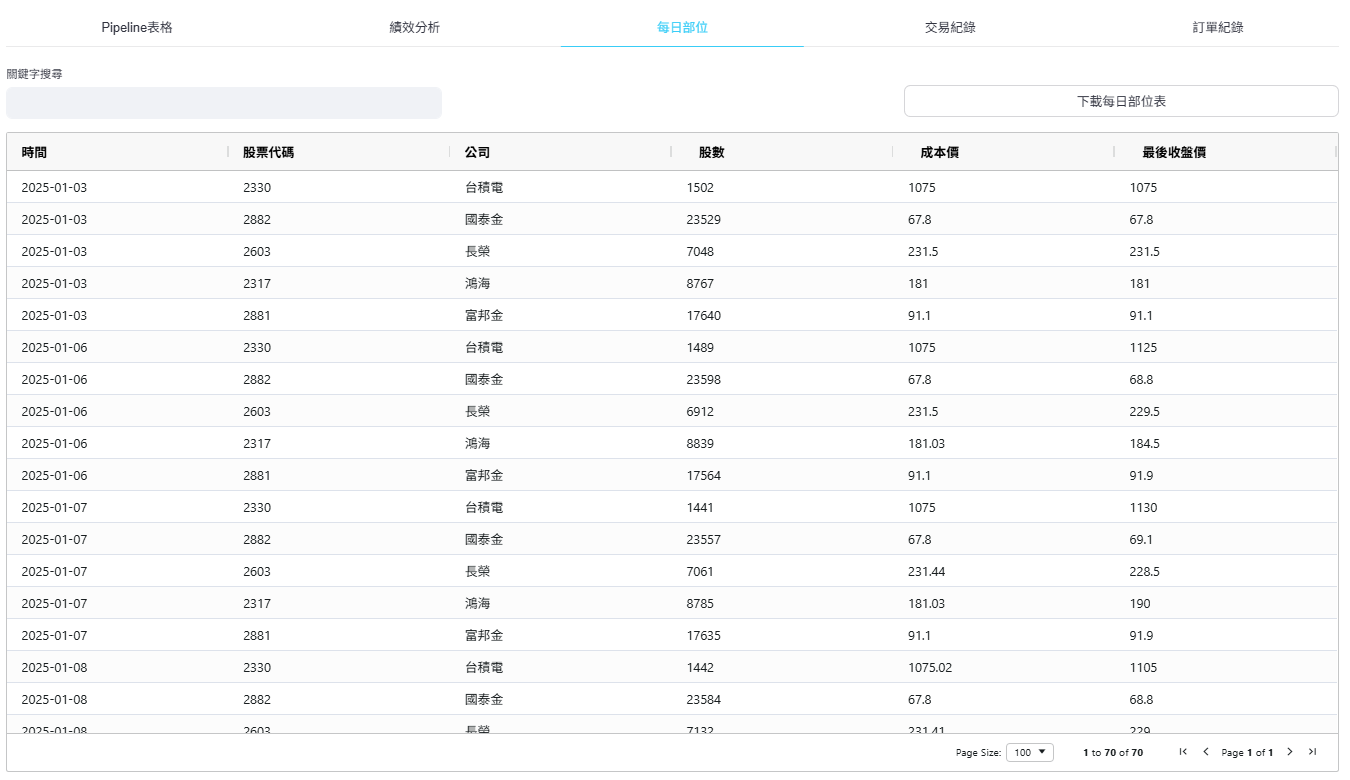 Pipeline表格 績效分析 每日部位 交易紀錄 訂單紀錄
關鍵字搜尋
下載每日部位表
時間 股票代碼 公司 股數 成本價 最後收盤價
2025-01-03 2330 台積電 1502 1075 1075
2025-01-03 2882 國泰金 23529 67.8 67.8
2025-01-03 2603 長榮 7048 231.5 231.5
2025-01-03 2317 鴻海 8767 181 181
2025-01-03 2881 富邦金 17640 91.1 91.1
2025-01-06 2330 台積電 1489 1075 1125
2025-01-06 2882 國泰金 23598 67.8 68.8
2025-01-06 2603 長榮 6912 231.5 229.5
2025-01-06 2317 鴻海 8839 181.03 184.5
2025-01-06 2881 富邦金 17564 91.1 91.9
2025-01-07 2330 台積電 1441 1075 1130
2025-01-07 2882 國泰金 23557 67.8 69.1
2025-01-07 2603 長榮 7061 231.44 228.5
2025-01-07 2317 鴻海 8785 181.03 190
2025-01-07 2881 富邦金 17635 91.1 91.9
2025-01-08 2330 台積電 1442 1075.02 1105
2025-01-08 2882 國泰金 23584 67.8 68.8
2025-01-08 2603 長榮 7132 231.41 229
Page Size: 100 1 to 70 of 70 Page 1 of 1